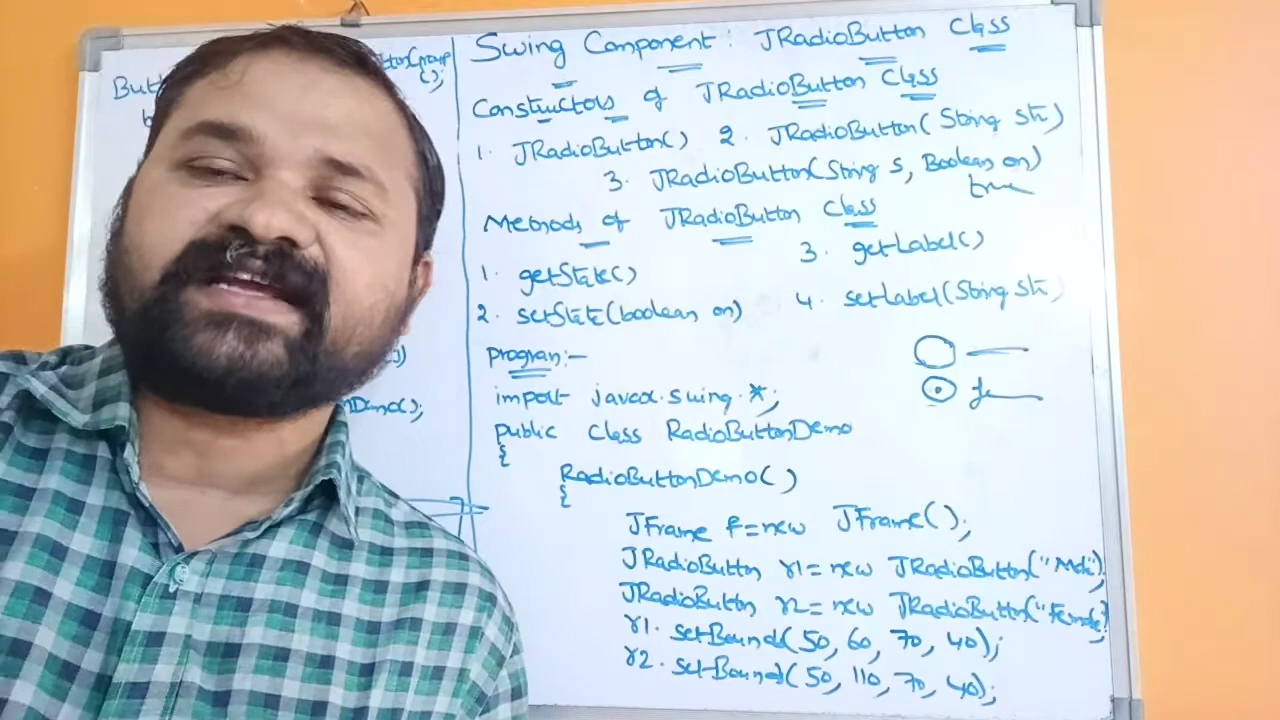 Swing Component: JRadioButton Class
Constructors of JRadioButton Class
1. JRadioButton() 2. JRadioButton(String str)
3. JRadioButton(String s, Boolean on)
true
Methods of JRadioButton Class
1. getState() 3. getLabel()
2. setState(boolean on) 4. setLabel(String str)
program:-
import javax.swing.*;
public class RadioButtonDemo
{
RadioButtonDemo()
{
JFrame f=new JFrame();
JRadioButton r1=new JRadioButton("Male");
JRadioButton r2=new JRadioButton("Female");
r1.setBound(50, 60, 70, 40);
r2.setBound(50, 110, 70, 40);
Demo();